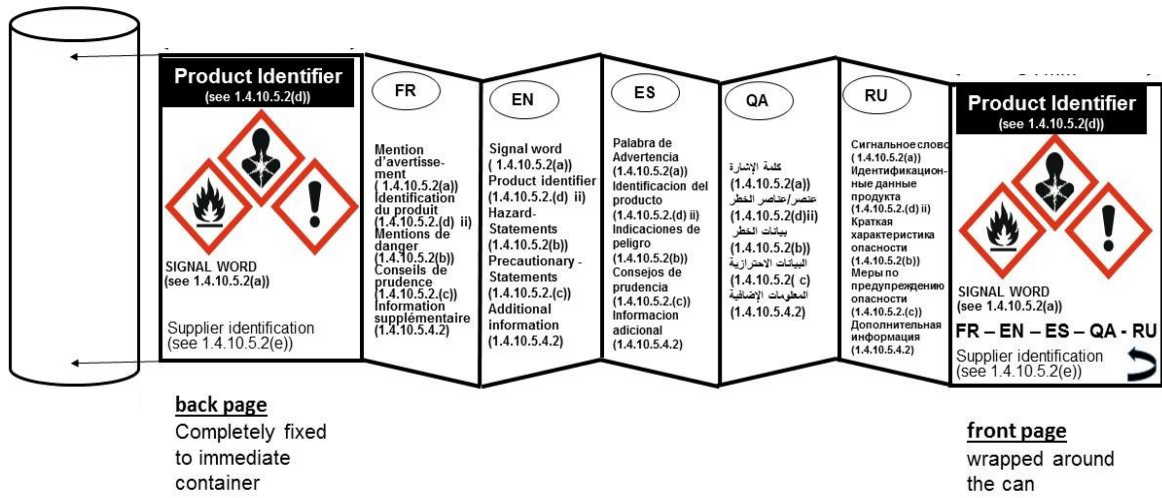 Product Identifier
(see 1.4.10.5.2(d))
SIGNAL WORD
(see 1.4.10.5.2(a))
Supplier identification
(see 1.4.10.5.2(e))
back page
Completely fixed
to immediate
container
FR
Mention
d'avertisse-
ment
( 1.4.10.5.2(a))
Identification
du produit
(1.4.10.5.2.(d) ii)
Mentions de
danger
(1.4.10.5.2(b))
Conseils de
prudence
(1.4.10.5.2.(c))
Information
supplémentaire
(1.4.10.5.4.2)
EN
Signal word
( 1.4.10.5.2(a))
Product identifier
(1.4.10.5.2.(d) ii)
Hazard-
Statements
(1.4.10.5.2(b))
Precautionary -
Statements
(1.4.10.5.2.(c))
Additional
information
(1.4.10.5.4.2)
ES
Palabra de
Advertencia
(1.4.10.5.2(a))
Identificacion del
producto
(1.4.10.5.2.(d) ii)
Indicaciones de
peligro
(1.4.10.5.2(b))
Consejos de
prudencia
(1.4.10.5.2.(c))
Informacion
adicional
(1.4.10.5.4.2)
QA
كلمة الإشارة
(1.4.10.5.2(a))
عنصر/عناصر الخطر
(1.4.10.5.2(d)ii)
بيانات الخطر
(1.4.10.5.2(b))
البيانات الاحترازية
(1.4.10.5.2( c)
المعلومات الإضافية
(1.4.10.5.4.2)
RU
Сигнальное слово
( 1.4.10.5.2(a))
Идентификацион-
ные данные
продукта
(1.4.10.5.2.(d) ii)
Краткая
характеристика
опасности
(1.4.10.5.2(b))
Меры по
предупреждению
опасности
(1.4.10.5.2.(c))
Дополнительная
информация
(1.4.10.5.4.2)
Product Identifier
(see 1.4.10.5.2(d))
SIGNAL WORD
(see 1.4.10.5.2(a))
FR – EN – ES – QA - RU
Supplier identification
(see 1.4.10.5.2(e))
front page
wrapped around
the can